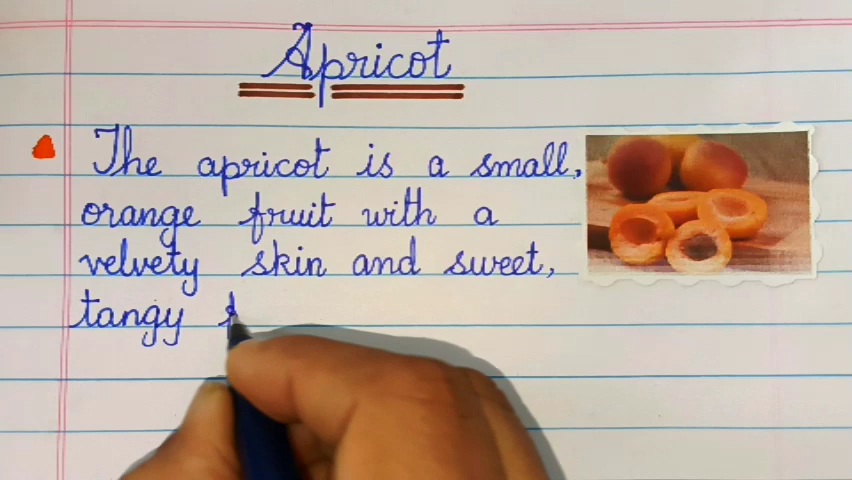 Apricot
The apricot is a small,
orange fruit with a
velvety skin and sweet,
tangy